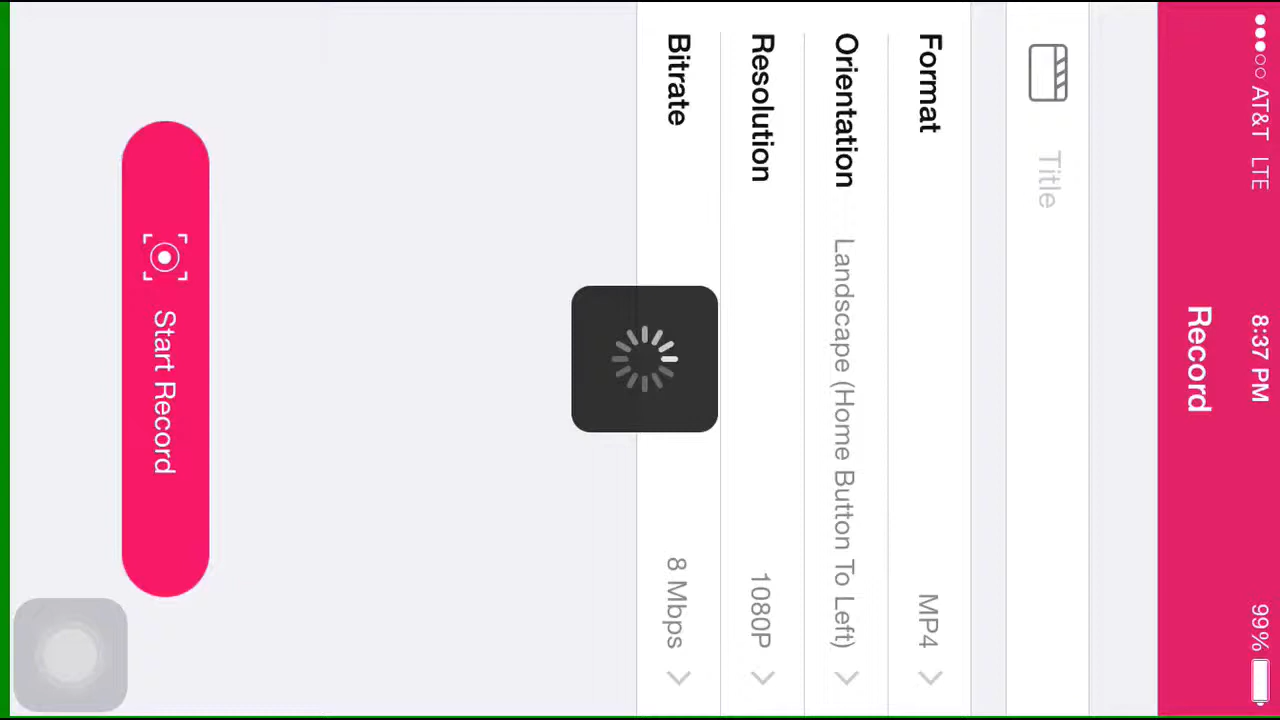 AT&T LTE 8:37 PM 99%
Record
Title
Format MP4
Orientation Landscape (Home Button To Left)
Resolution 1080P
Bitrate 8 Mbps
Start Record